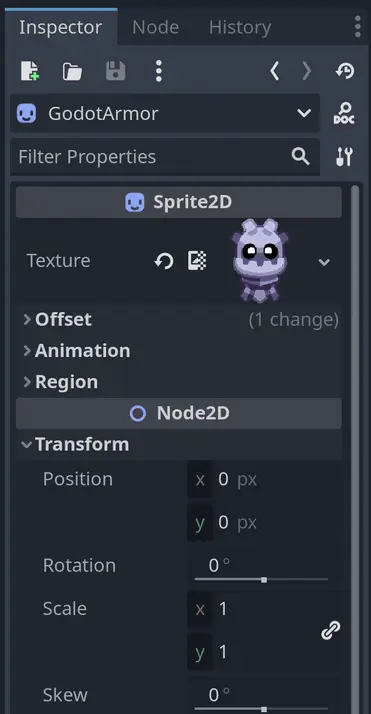 Inspector Node History
GodotArmor
DOC
Filter Properties
Sprite2D
Texture
Offset (1 change)
Animation
Region
Node2D
Transform
Position x 0 px
y 0 px
Rotation 0 °
Scale x 1
y 1
Skew 0 °